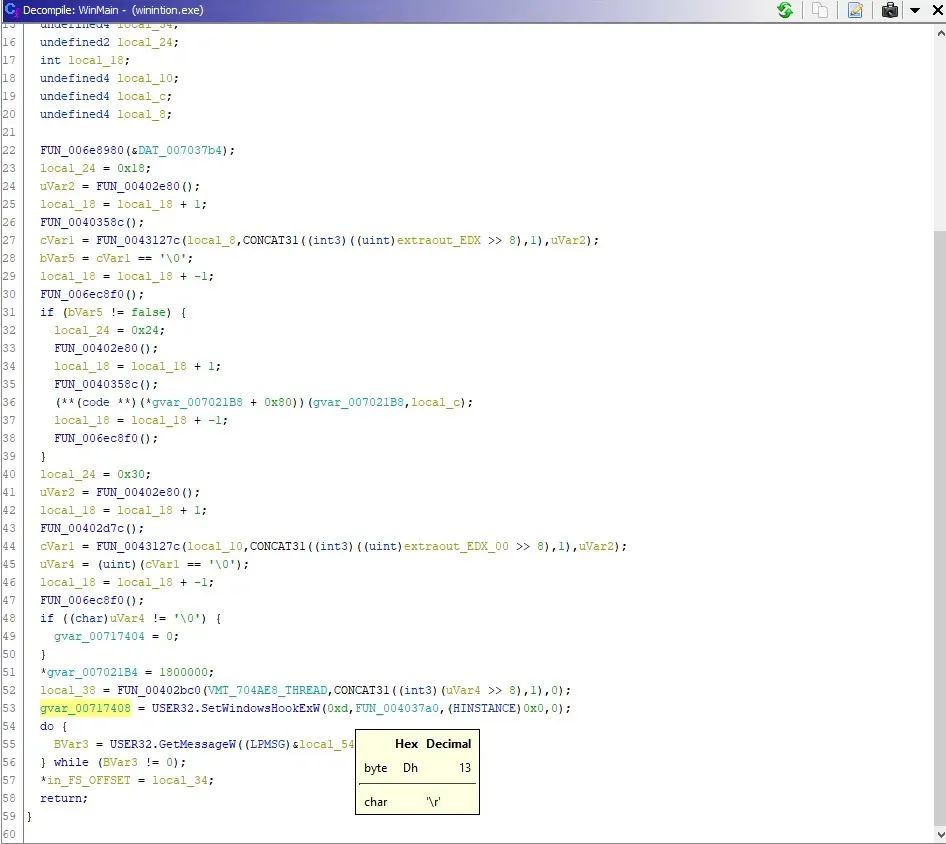 Decompile: WinMain - (winintion.exe)
15 undefined4 local_34;
16 undefined2 local_24;
17 int local_18;
18 undefined4 local_10;
19 undefined4 local_c;
20 undefined4 local_8;
21
22 FUN_006e8980(&DAT_007037b4);
23 local_24 = 0x18;
24 uVar2 = FUN_00402e80();
25 local_18 = local_18 + 1;
26 FUN_0040358c();
27 cVar1 = FUN_0043127c(local_8,CONCAT31((int3)((uint)extraout_EDX >> 8),1),uVar2);
28 bVar5 = cVar1 == '\0';
29 local_18 = local_18 + -1;
30 FUN_006ec8f0();
31 if (bVar5 != false) {
32 local_24 = 0x24;
33 FUN_00402e80();
34 local_18 = local_18 + 1;
35 FUN_0040358c();
36 (**(code **)(*gvar_007021B8 + 0x80))(gvar_007021B8,local_c);
37 local_18 = local_18 + -1;
38 FUN_006ec8f0();
39 }
40 local_24 = 0x30;
41 uVar2 = FUN_00402e80();
42 local_18 = local_18 + 1;
43 FUN_00402d7c();
44 cVar1 = FUN_0043127c(local_10,CONCAT31((int3)((uint)extraout_EDX_00 >> 8),1),uVar2);
45 uVar4 = (uint)(cVar1 == '\0');
46 local_18 = local_18 + -1;
47 FUN_006ec8f0();
48 if ((char)uVar4 != '\0') {
49 gvar_00717404 = 0;
50 }
51 *gvar_007021B4 = 1800000;
52 local_38 = FUN_00402bc0(VMT_704AE8_THREAD,CONCAT31((int3)(uVar4 >> 8),1),0);
53 gvar_00717408 = USER32.SetWindowsHookExW(0xd,FUN_004037a0,(HINSTANCE)0x0,0);
54 do {
55 BVar3 = USER32.GetMessageW((LPMSG)&local_54
56 } while (BVar3 != 0);
57 *in_FS_OFFSET = local_34;
58 return;
59 }
60
Hex Decimal
byte Dh 13
char '\r'